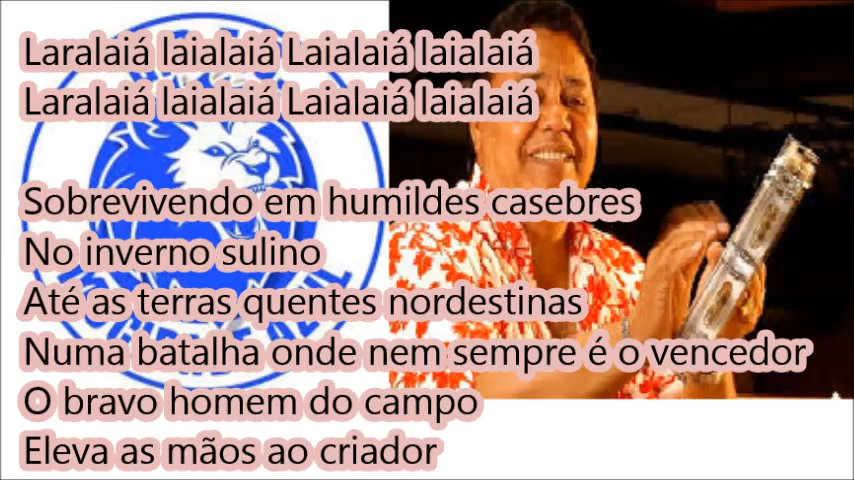 Laralaiá laialaiá Laialaiá laialaiá
Laralaiá laialaiá Laialaiá laialaiá
Sobrevivendo em humildes casebres
No inverno sulino
Até as terras quentes nordestinas
Numa batalha onde nem sempre é o vencedor
O bravo homem do campo
Eleva as mãos ao criador